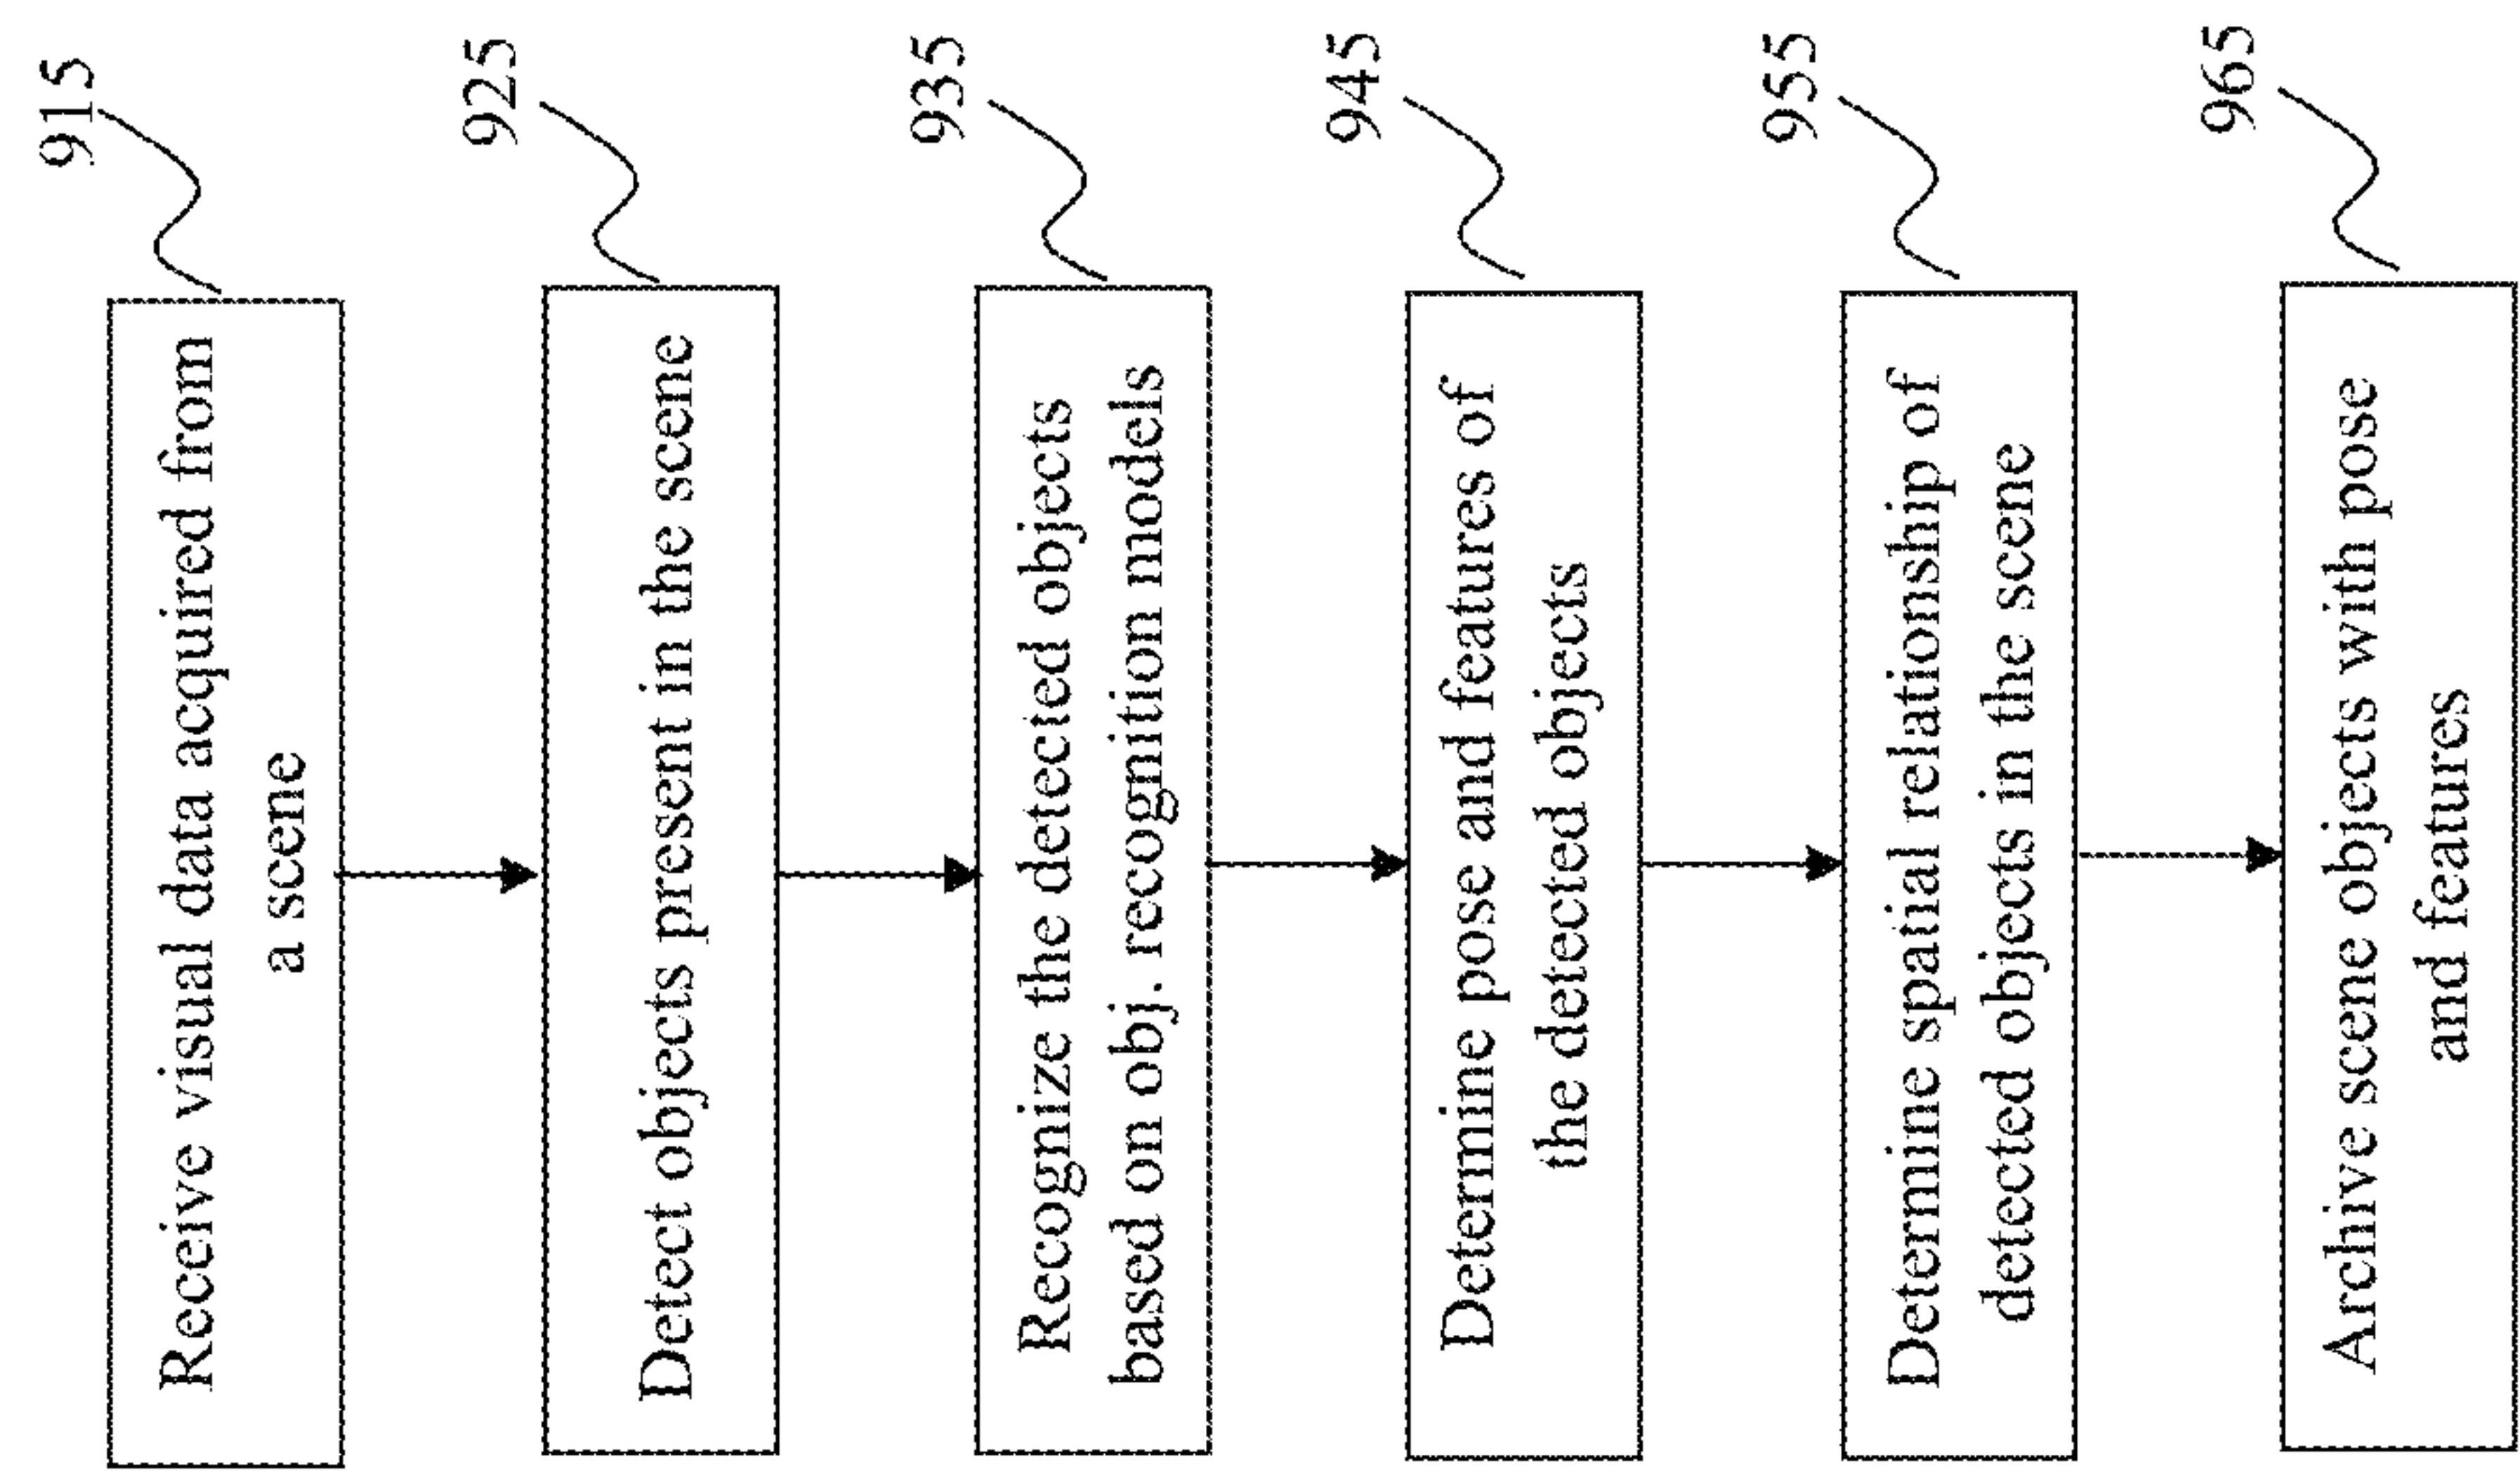 Receive visual data acquired from
a scene
915
Detect objects present in the scene
925
Recognize the detected objects
based on obj. recognition models
935
Determine pose and features of
the detected objects
945
Determine spatial relationship of
detected objects in the scene
955
Archive scene objects with pose
and features
965